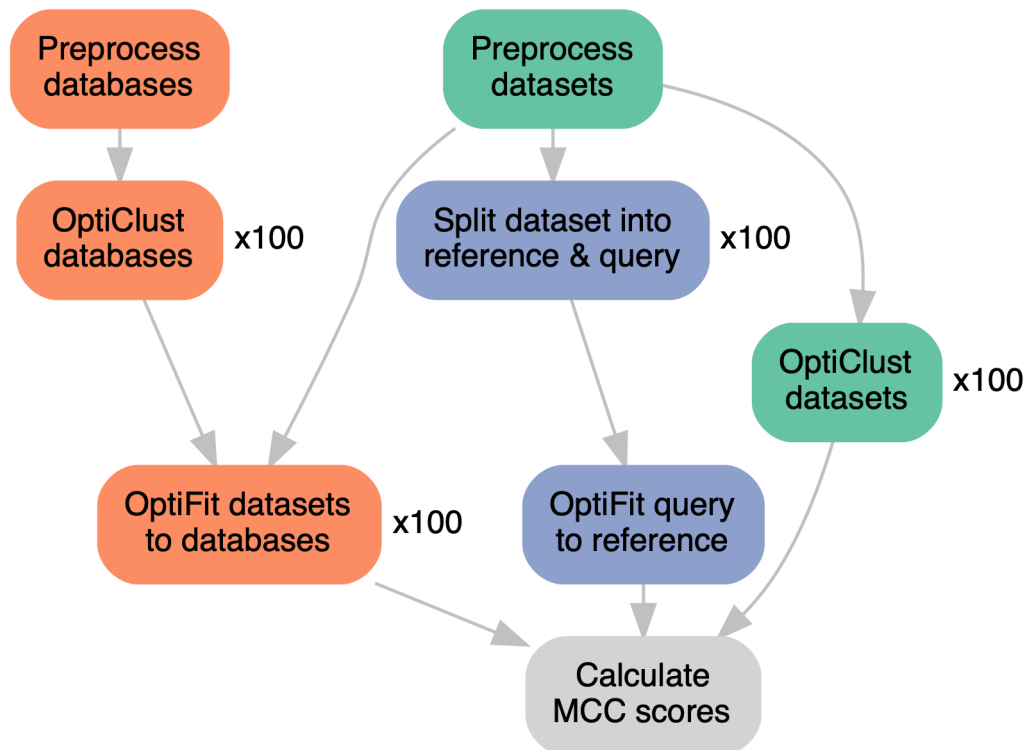 Preprocess
databases
Preprocess
datasets
OptiClust
databases
x100
Split dataset into
reference & query
x100
OptiClust
datasets
x100
OptiFit datasets
to databases
x100
OptiFit query
to reference
Calculate
MCC scores